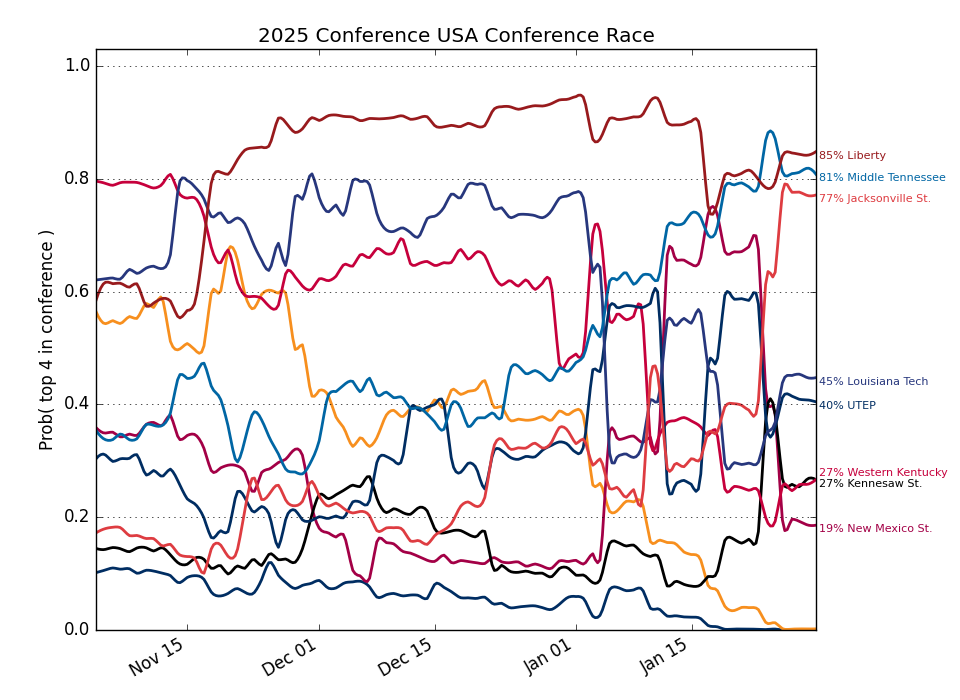 2025 Conference USA Conference Race
Prob( top 4 in conference )
1.0
0.8
0.6
0.4
0.2
0.0
Nov 15
Dec 01
Dec 15
Jan 01
Jan 15
85% Liberty
81% Middle Tennessee
77% Jacksonville St.
45% Louisiana Tech
40% UTEP
27% Western Kentucky
27% Kennesaw St.
19% New Mexico St.